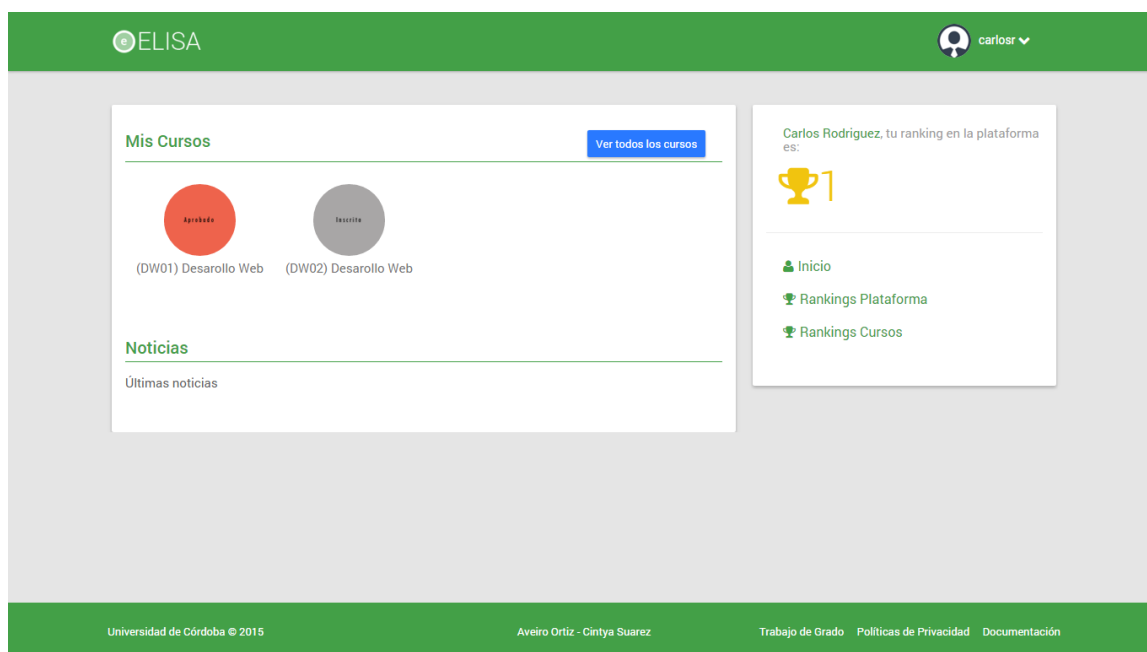 e ELISA
carlosr
Mis Cursos
Ver todos los cursos
Aprobado
Inscrito
(DW01) Desarollo Web
(DW02) Desarollo Web
Noticias
Últimas noticias
Carlos Rodriguez, tu ranking en la plataforma
es:
1
Inicio
Rankings Plataforma
Rankings Cursos
Universidad de Córdoba © 2015
Aveiro Ortiz - Cintya Suarez
Trabajo de Grado Políticas de Privacidad Documentación